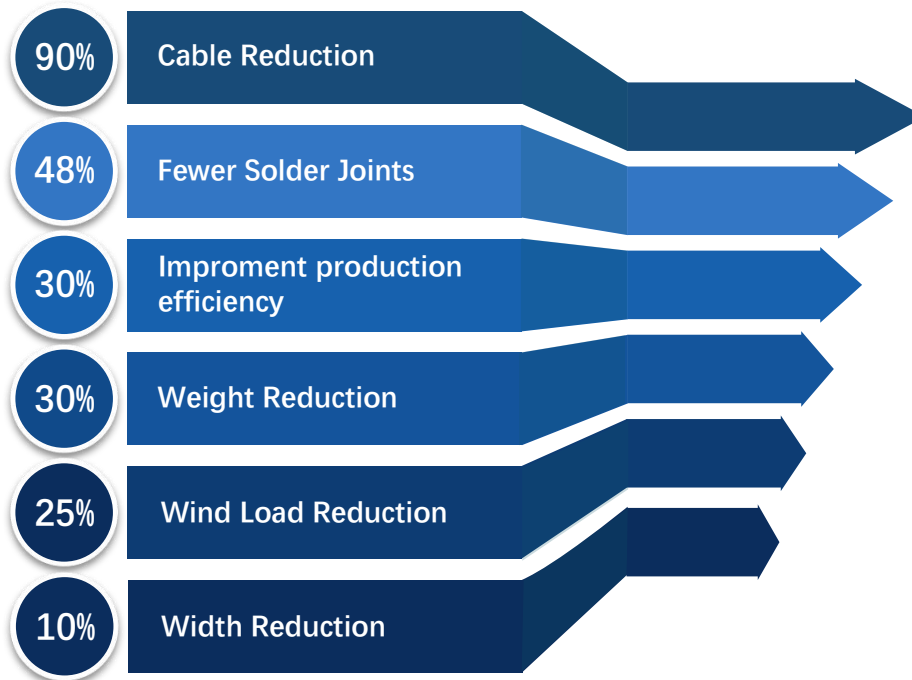 90%
Cable Reduction
48%
Fewer Solder Joints
30%
Improment production
efficiency
30%
Weight Reduction
25%
Wind Load Reduction
10%
Width Reduction